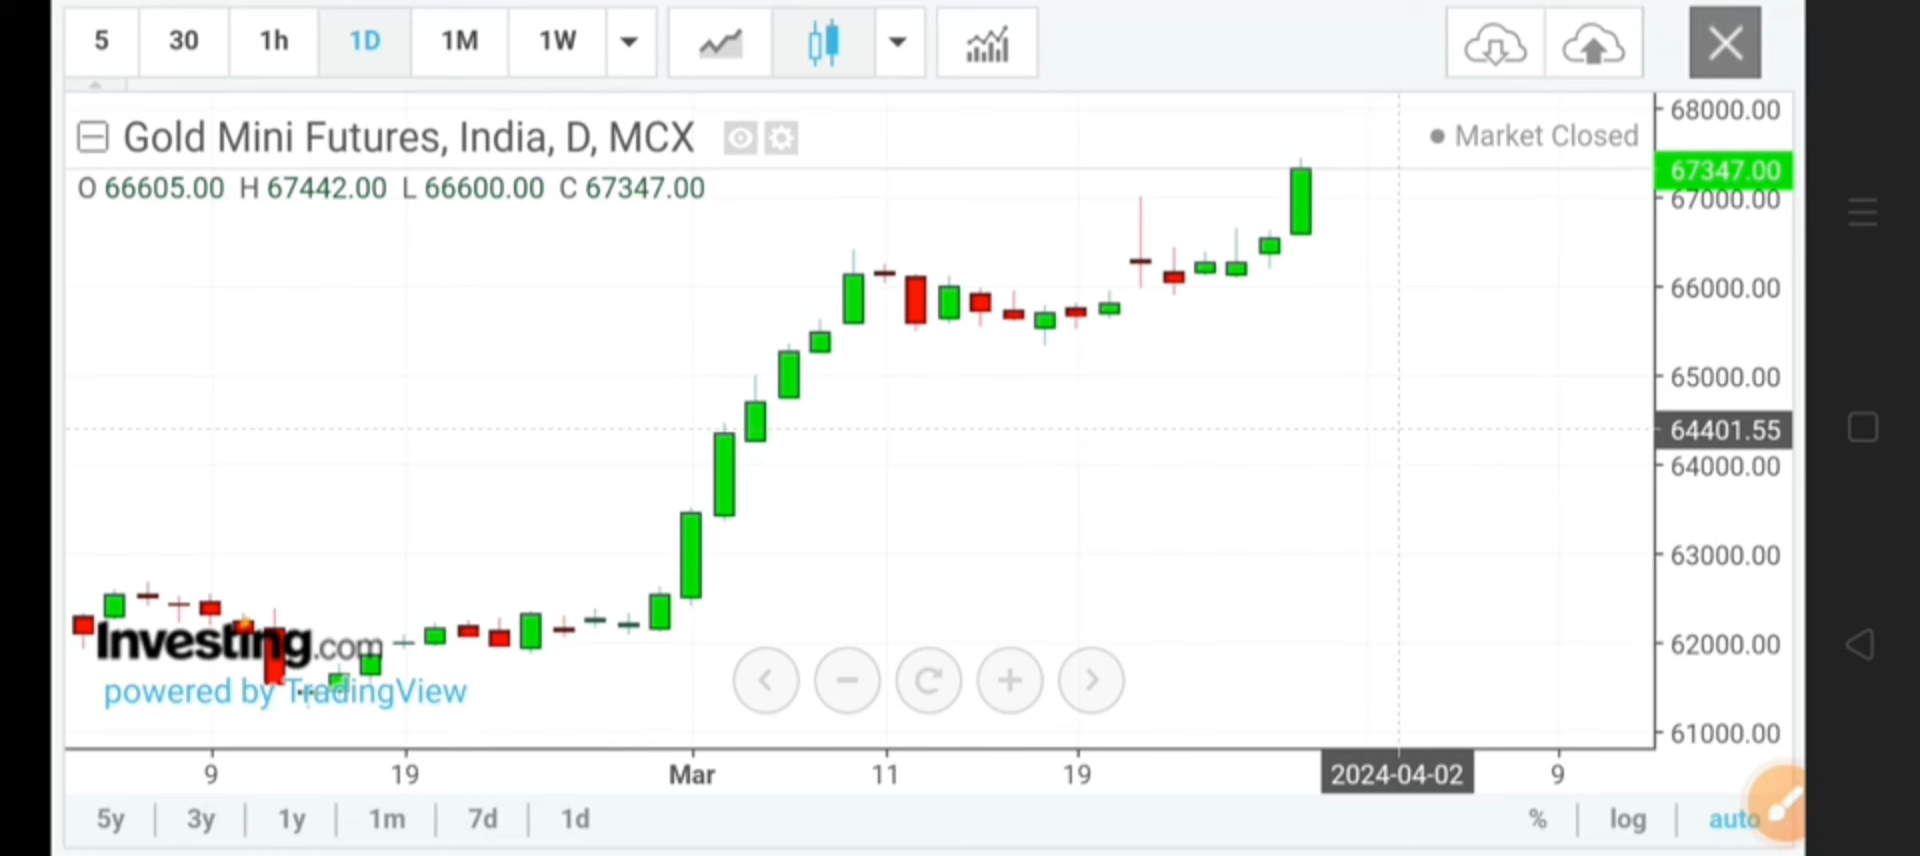 5 30 1h 1D 1M 1W
68000.00
Gold Mini Futures, India, D, MCX
Market Closed
67347.00
O 66605.00 H 67442.00 L 66600.00 C 67347.00
67000.00
66000.00
65000.00
64401.55
64000.00
63000.00
62000.00
Investing.com
powered by TradingView
61000.00
9 19 Mar 11 19 2024-04-02 9
5y 3y 1y 1m 7d 1d % log auto